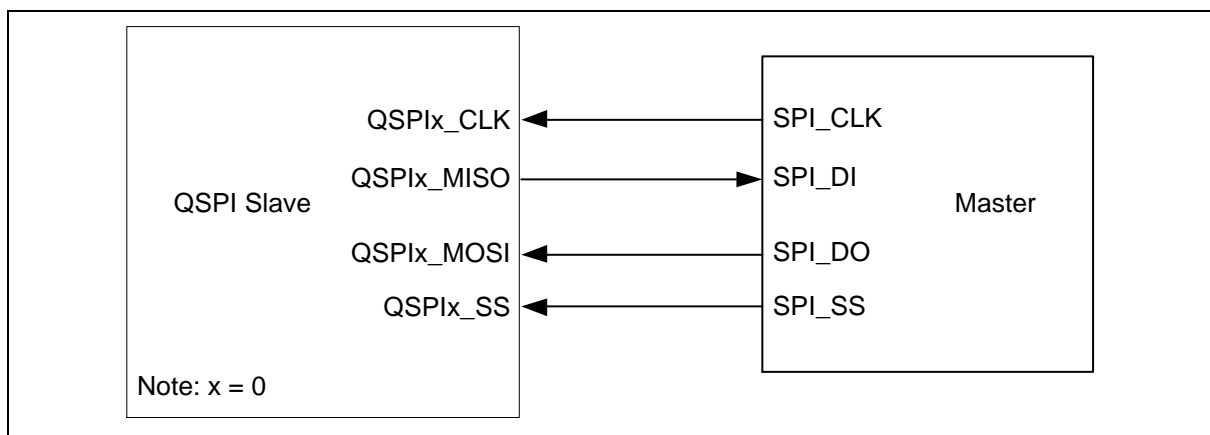 QSPIx_CLK
SPI_CLK
QSPIx_MISO
SPI_DI
QSPI Slave
Master
QSPIx_MOSI
SPI_DO
QSPIx_SS
SPI_SS
Note: x = 0